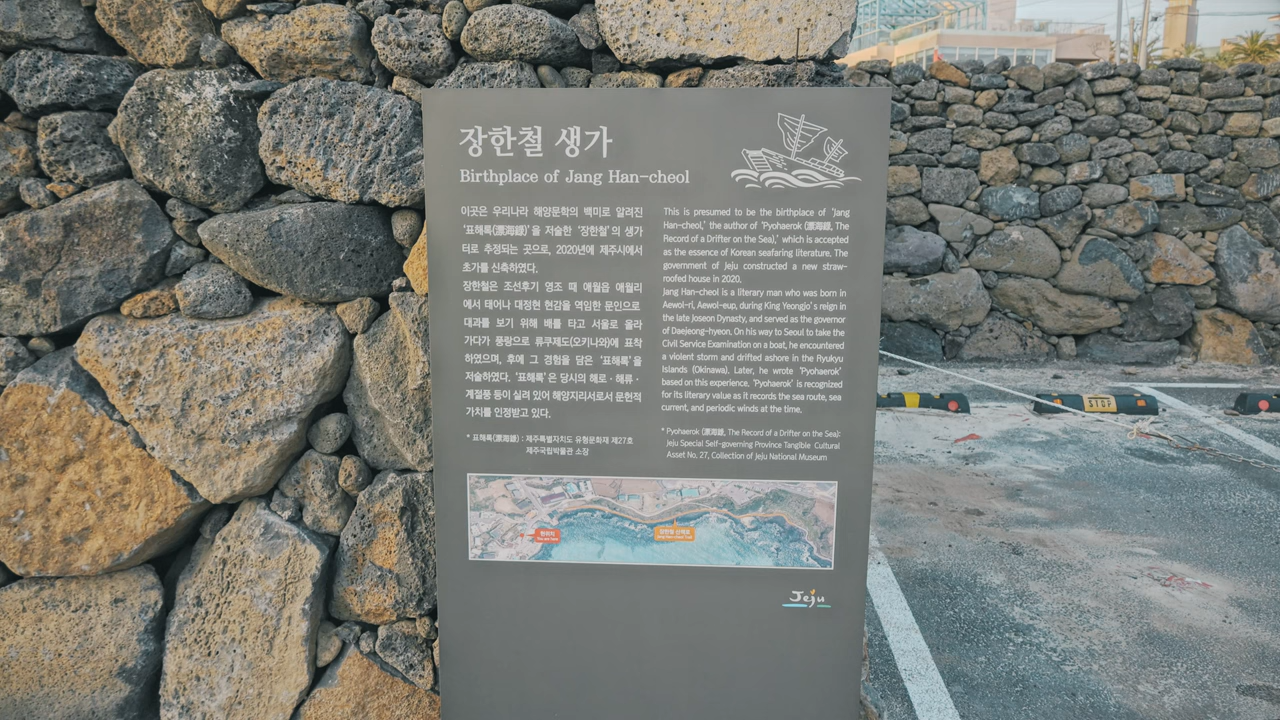 장한철 생가
Birthplace of Jang Han-cheol
이곳은 우리나라 해양문학의 백미로 알려진
‘표해록(漂海錄)’을 저술한 ‘장한철’의 생가
터로 추정되는 곳으로, 2020년에 제주시에서
초가를 신축하였다.
장한철은 조선후기 영조 때 애월읍 애월리
에서 태어나 대정현 현감을 역임한 문인으로
대과를 보기 위해 배를 타고 서울로 올라
가다가 풍랑으로 류쿠제도(오키나와)에 표착
하였으며, 후에 그 경험을 담은 ‘표해록’을
저술하였다. ‘표해록’은 당시의 해로 · 해류 ·
계절풍 등이 실려 있어 해양지리서로서 문헌적
가치를 인정받고 있다.
* 표해록(漂海錄) : 제주특별자치도 유형문화재 제27호
제주국립박물관 소장
This is presumed to be the birthplace of ‘Jang
Han-cheol,’ the author of ‘Pyohaerok (漂海錄, The
Record of a Drifter on the Sea),’ which is accepted
as the essence of Korean seafaring literature. The
government of Jeju constructed a new straw-
roofed house in 2020.
Jang Han-cheol is a literary man who was born in
Aewol-ri, Aewol-eup, during King Yeongjo’s reign in
the late Joseon Dynasty, and served as the governor
of Daejeong-hyeon. On his way to Seoul to take the
Civil Service Examination on a boat, he encountered
a violent storm and drifted ashore in the Ryukyu
Islands (Okinawa). Later, he wrote ‘Pyohaerok’
based on this experience. ‘Pyohaerok’ is recognized
for its literary value as it records the sea route, sea
current, and periodic winds at the time.
* Pyohaerok (漂海錄, The Record of a Drifter on the Sea):
Jeju Special Self-governing Province Tangible Cultural
Asset No. 27, Collection of Jeju National Museum
현위치
You are here
장한철 산책로
Jang Han-cheol Trail
Jeju
STOP